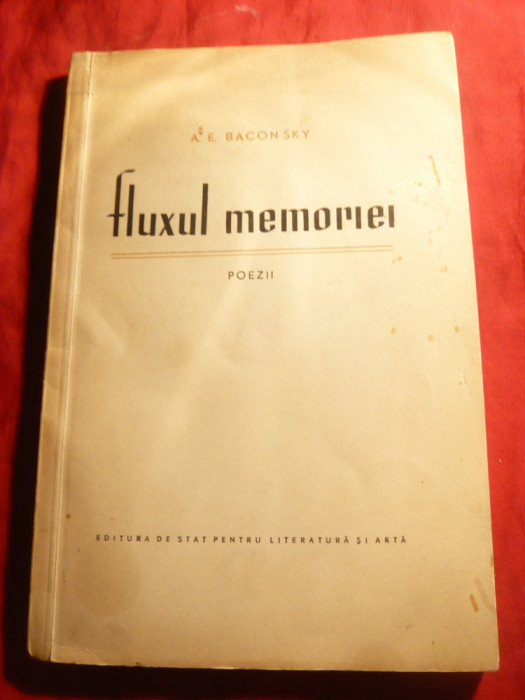 A. E. BACONSKY
fluxul memoriei
POEZII
EDITURA DE STAT PENTRU LITERATURĂ ȘI ARTĂ